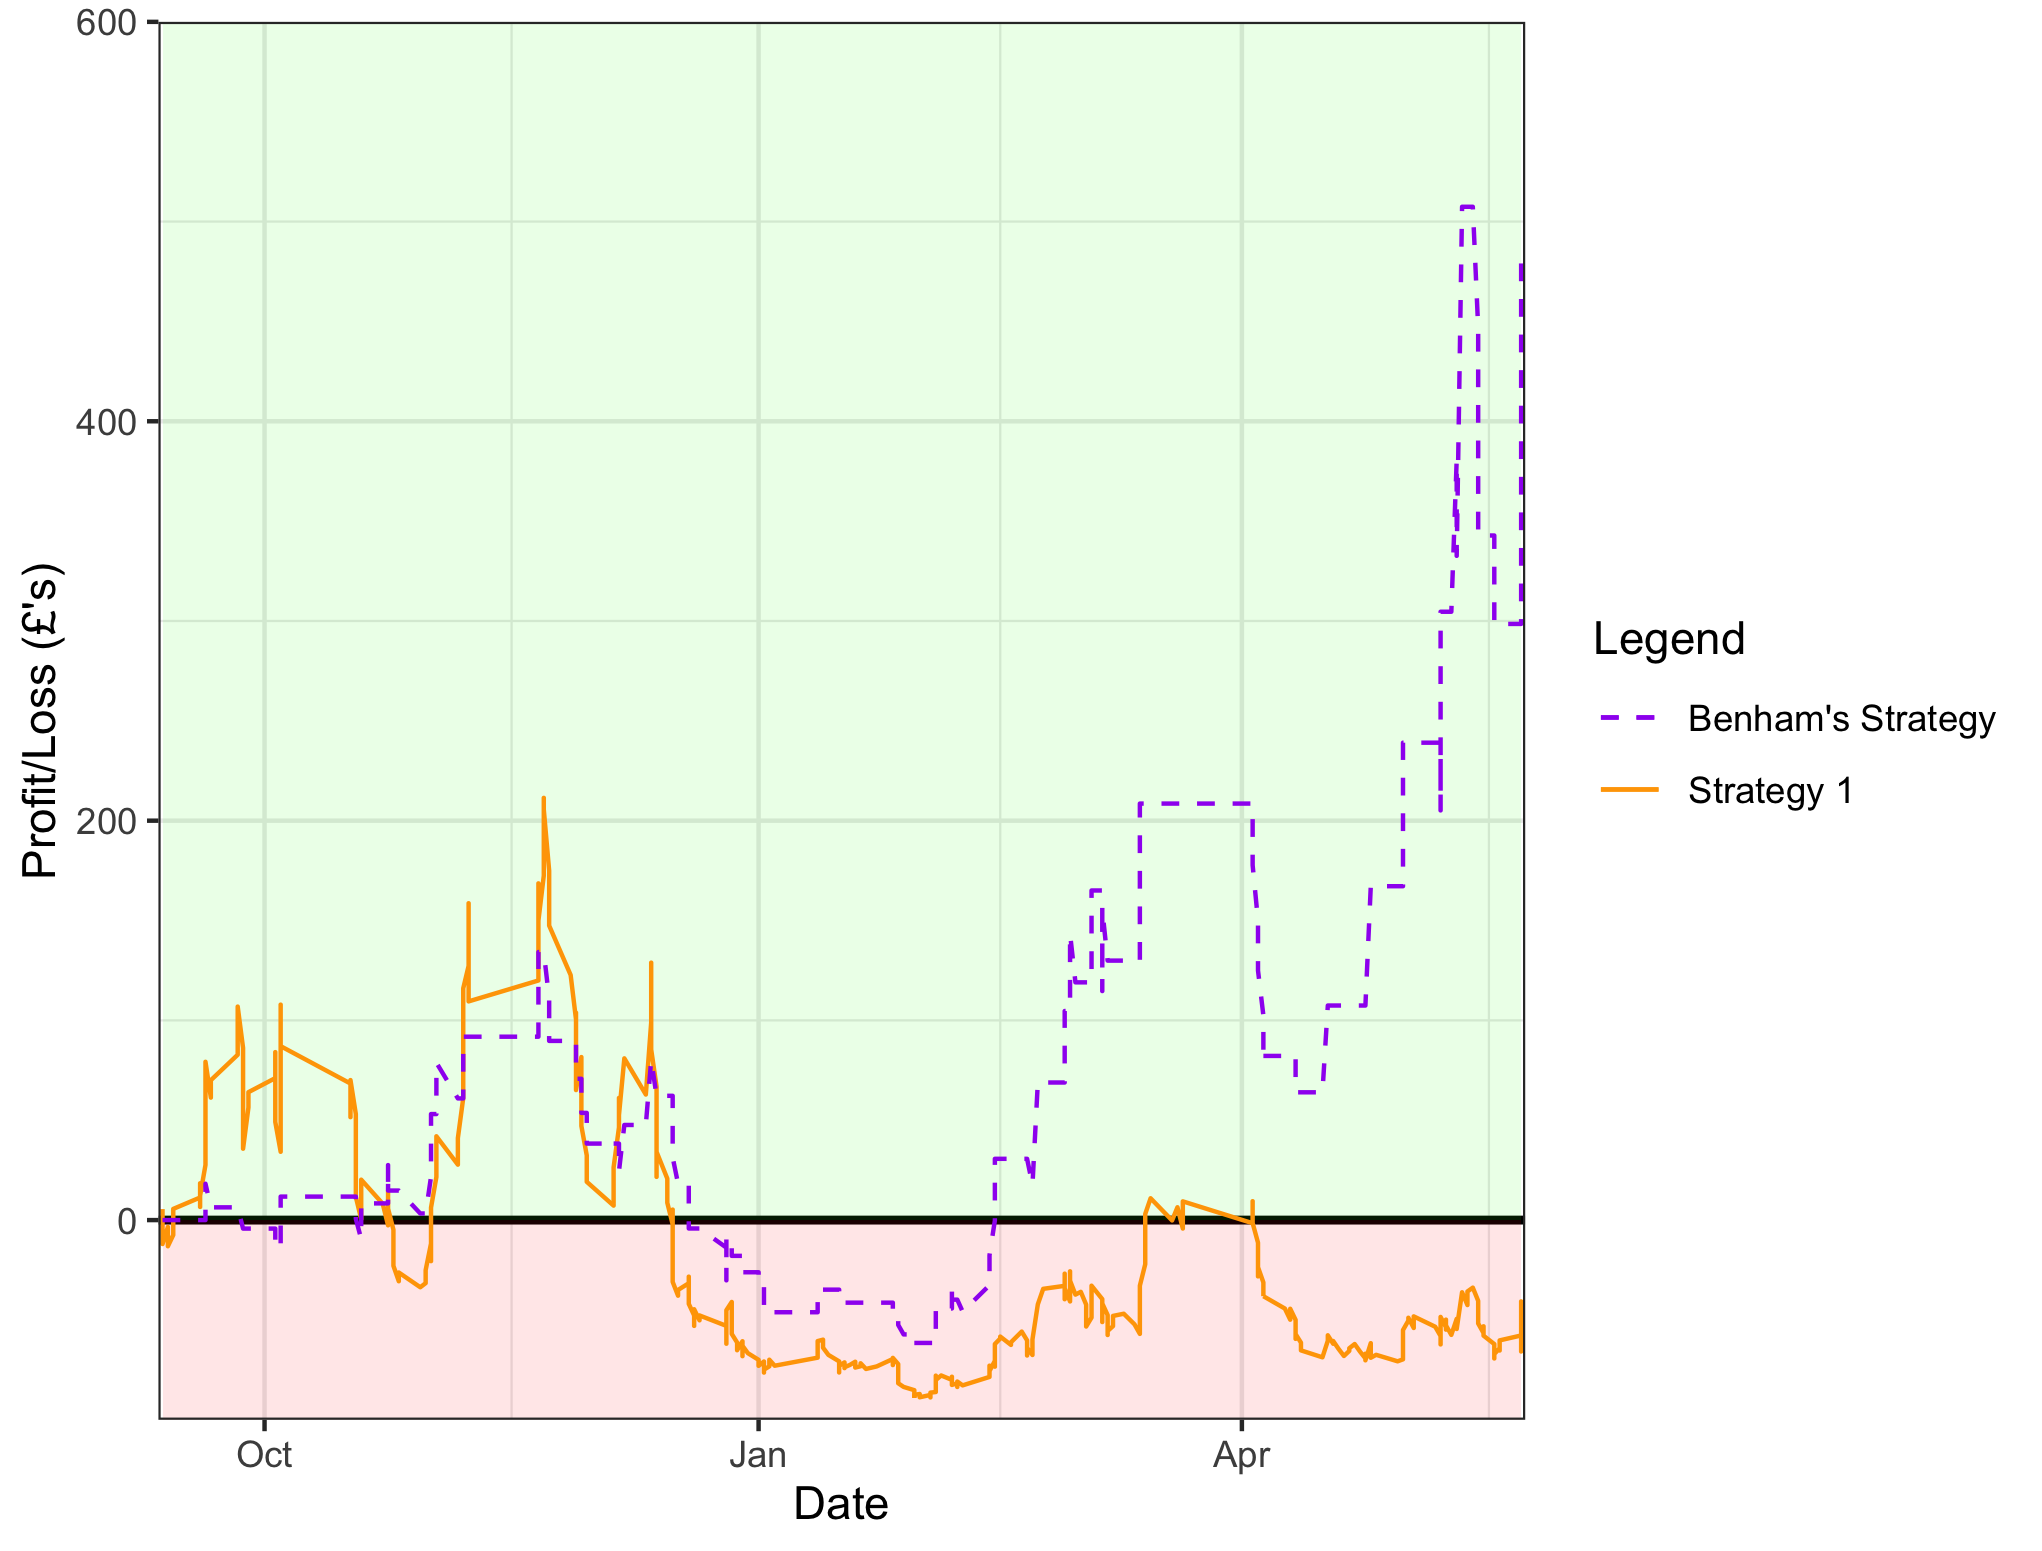 600
400
200
0
Profit/Loss (£'s)
Oct
Jan
Apr
Date
Legend
Benham's Strategy
Strategy 1